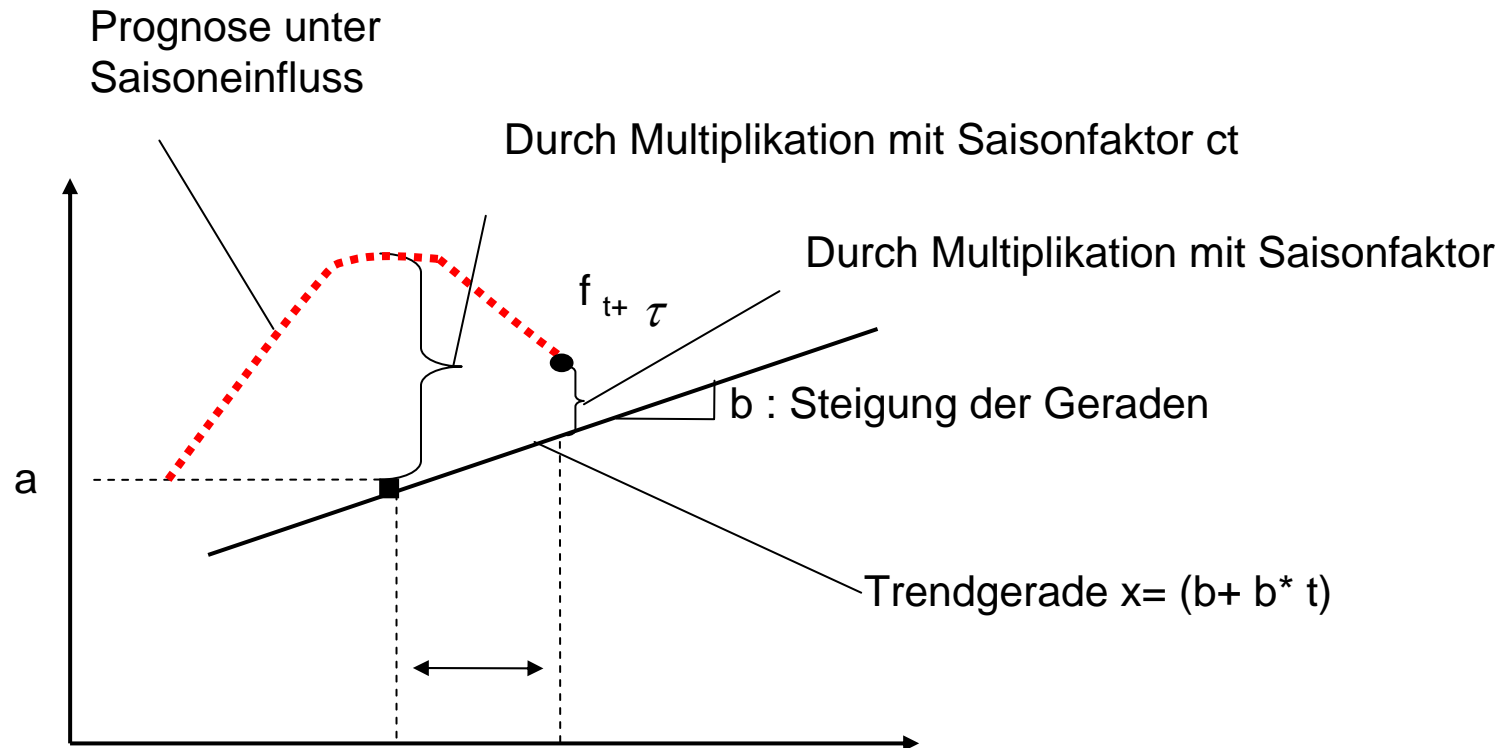 Prognose unter
Saisoneinfluss
Durch Multiplikation mit Saisonfaktor ct
Durch Multiplikation mit Saisonfaktor
f t+ τ
b : Steigung der Geraden
a
Trendgerade x= (b+ b* t)